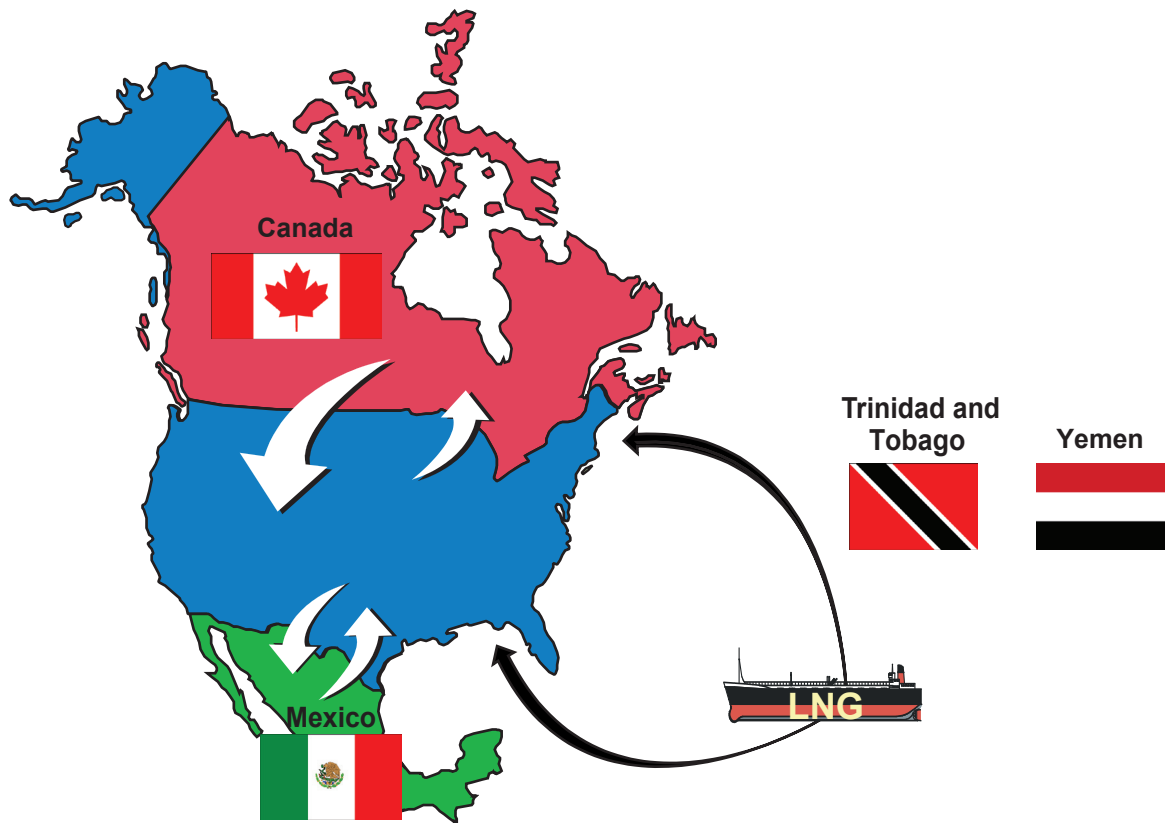 Canada
Trinidad and
Tobago
Yemen
LNG
Mexico